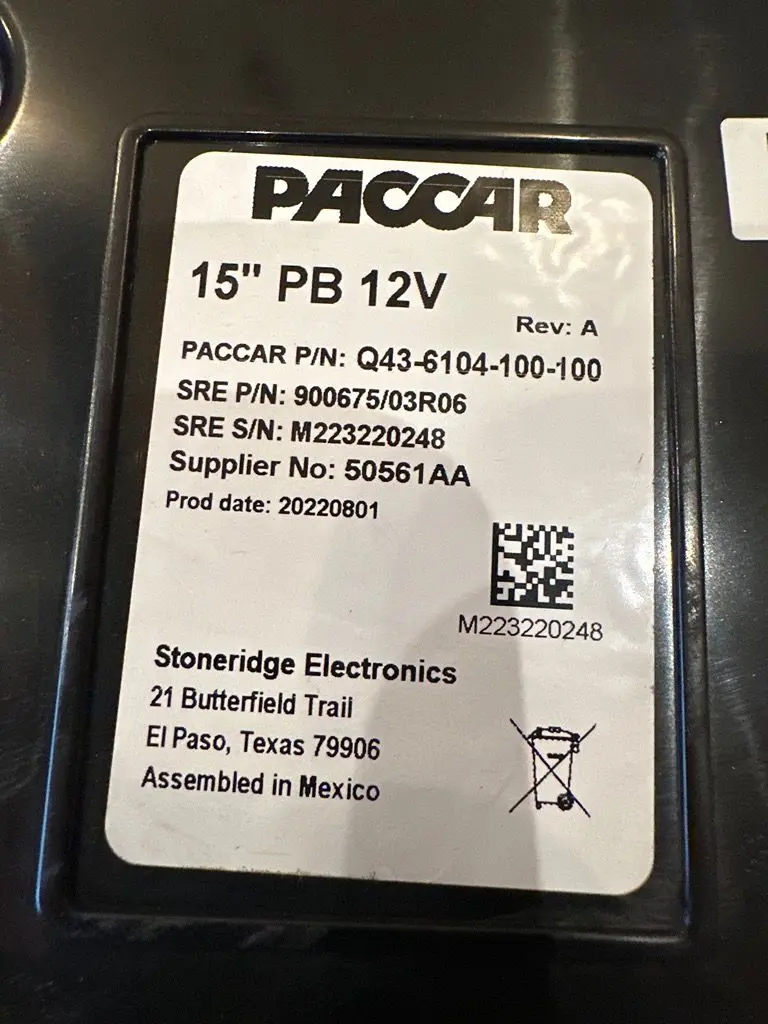 PACCAR
15" PB 12V
Rev: A
PACCAR P/N: Q43-6104-100-100
SRE P/N: 900675/03R06
SRE S/N: M223220248
Supplier No: 50561AA
Prod date: 20220801
M223220248
Stoneridge Electronics
21 Butterfield Trail
El Paso, Texas 79906
Assembled in Mexico